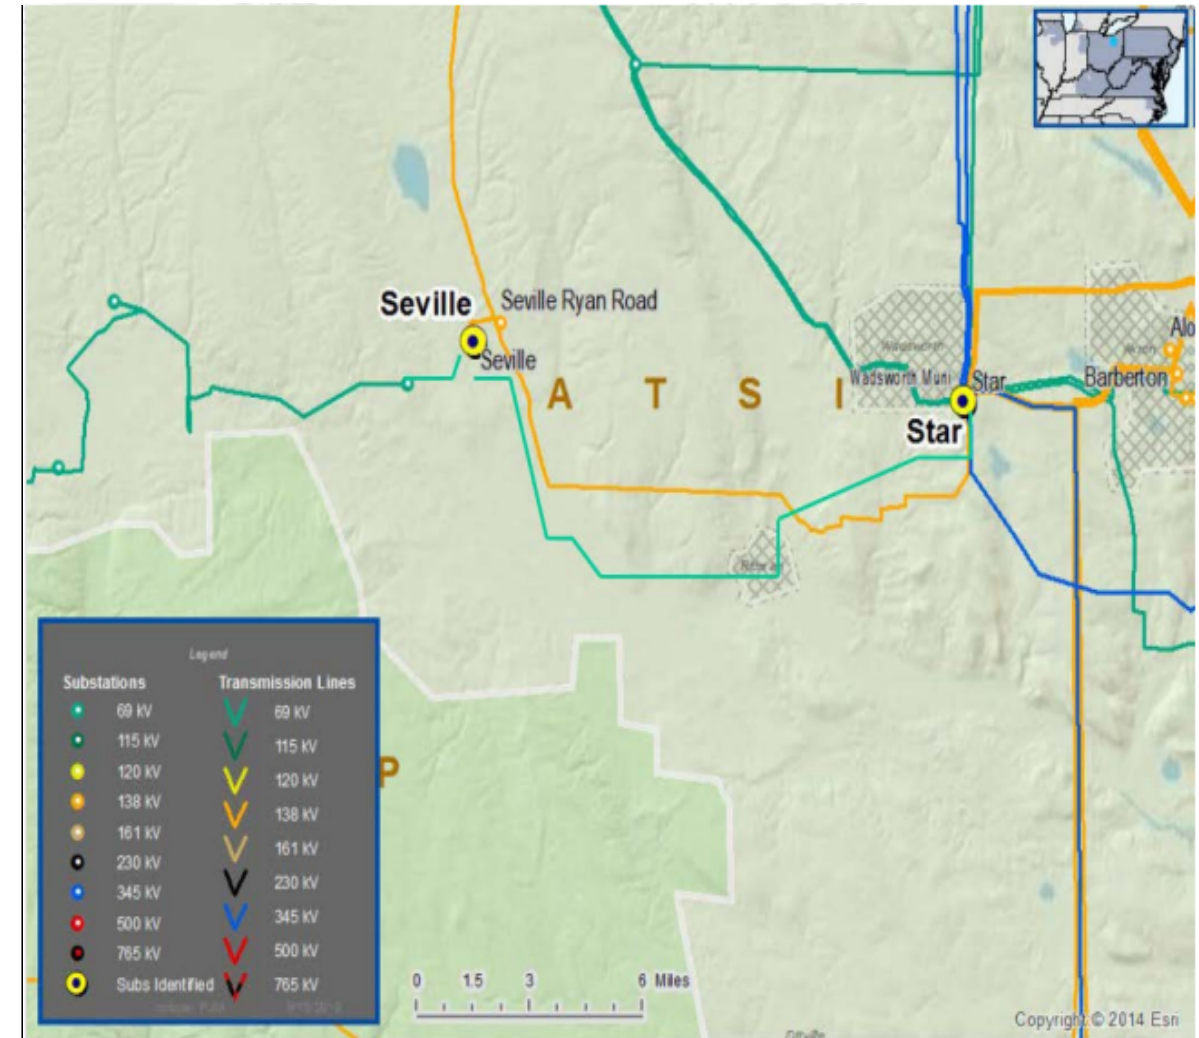 Seville
Seville Ryan Road
Seville
A T S I
Wadsworth
Wadsworth Muni
Star
Star
Alo
Akron
Barberton
P
Legend
Substations
Transmission Lines
69 kV
69 kV
115 kV
115 kV
120 kV
120 kV
138 kV
138 kV
161 kV
161 kV
230 kV
230 kV
345 kV
345 kV
500 kV
500 kV
765 kV
765 kV
Subs Identified
0 1.5 3 6 Miles
Copyright © 2014 Esri